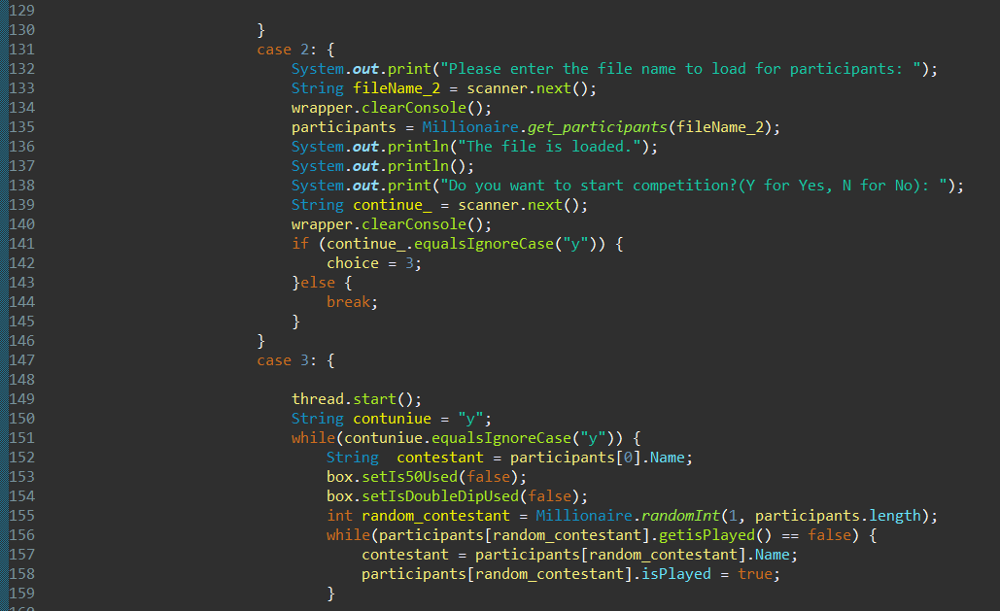 129
130 }
131 case 2: {
132 System.out.print("Please enter the file name to load for participants: ");
133 String fileName_2 = scanner.next();
134 wrapper.clearConsole();
135 participants = Millionaire.get_participants(fileName_2);
136 System.out.println("The file is loaded.");
137 System.out.println();
138 System.out.print("Do you want to start competition?(Y for Yes, N for No): ");
139 String continue_ = scanner.next();
140 wrapper.clearConsole();
141 if (continue_.equalsIgnoreCase("y")) {
142 choice = 3;
143 }else {
144 break;
145 }
146 }
147 case 3: {
148
149 thread.start();
150 String contuniue = "y";
151 while(contuniue.equalsIgnoreCase("y")) {
152 String  contestant = participants[0].Name;
153 box.setIs50Used(false);
154 box.setIsDoubleDipUsed(false);
155 int random_contestant = Millionaire.randomInt(1, participants.length);
156 while(participants[random_contestant].getisPlayed() == false) {
157 contestant = participants[random_contestant].Name;
158 participants[random_contestant].isPlayed = true;
159 }